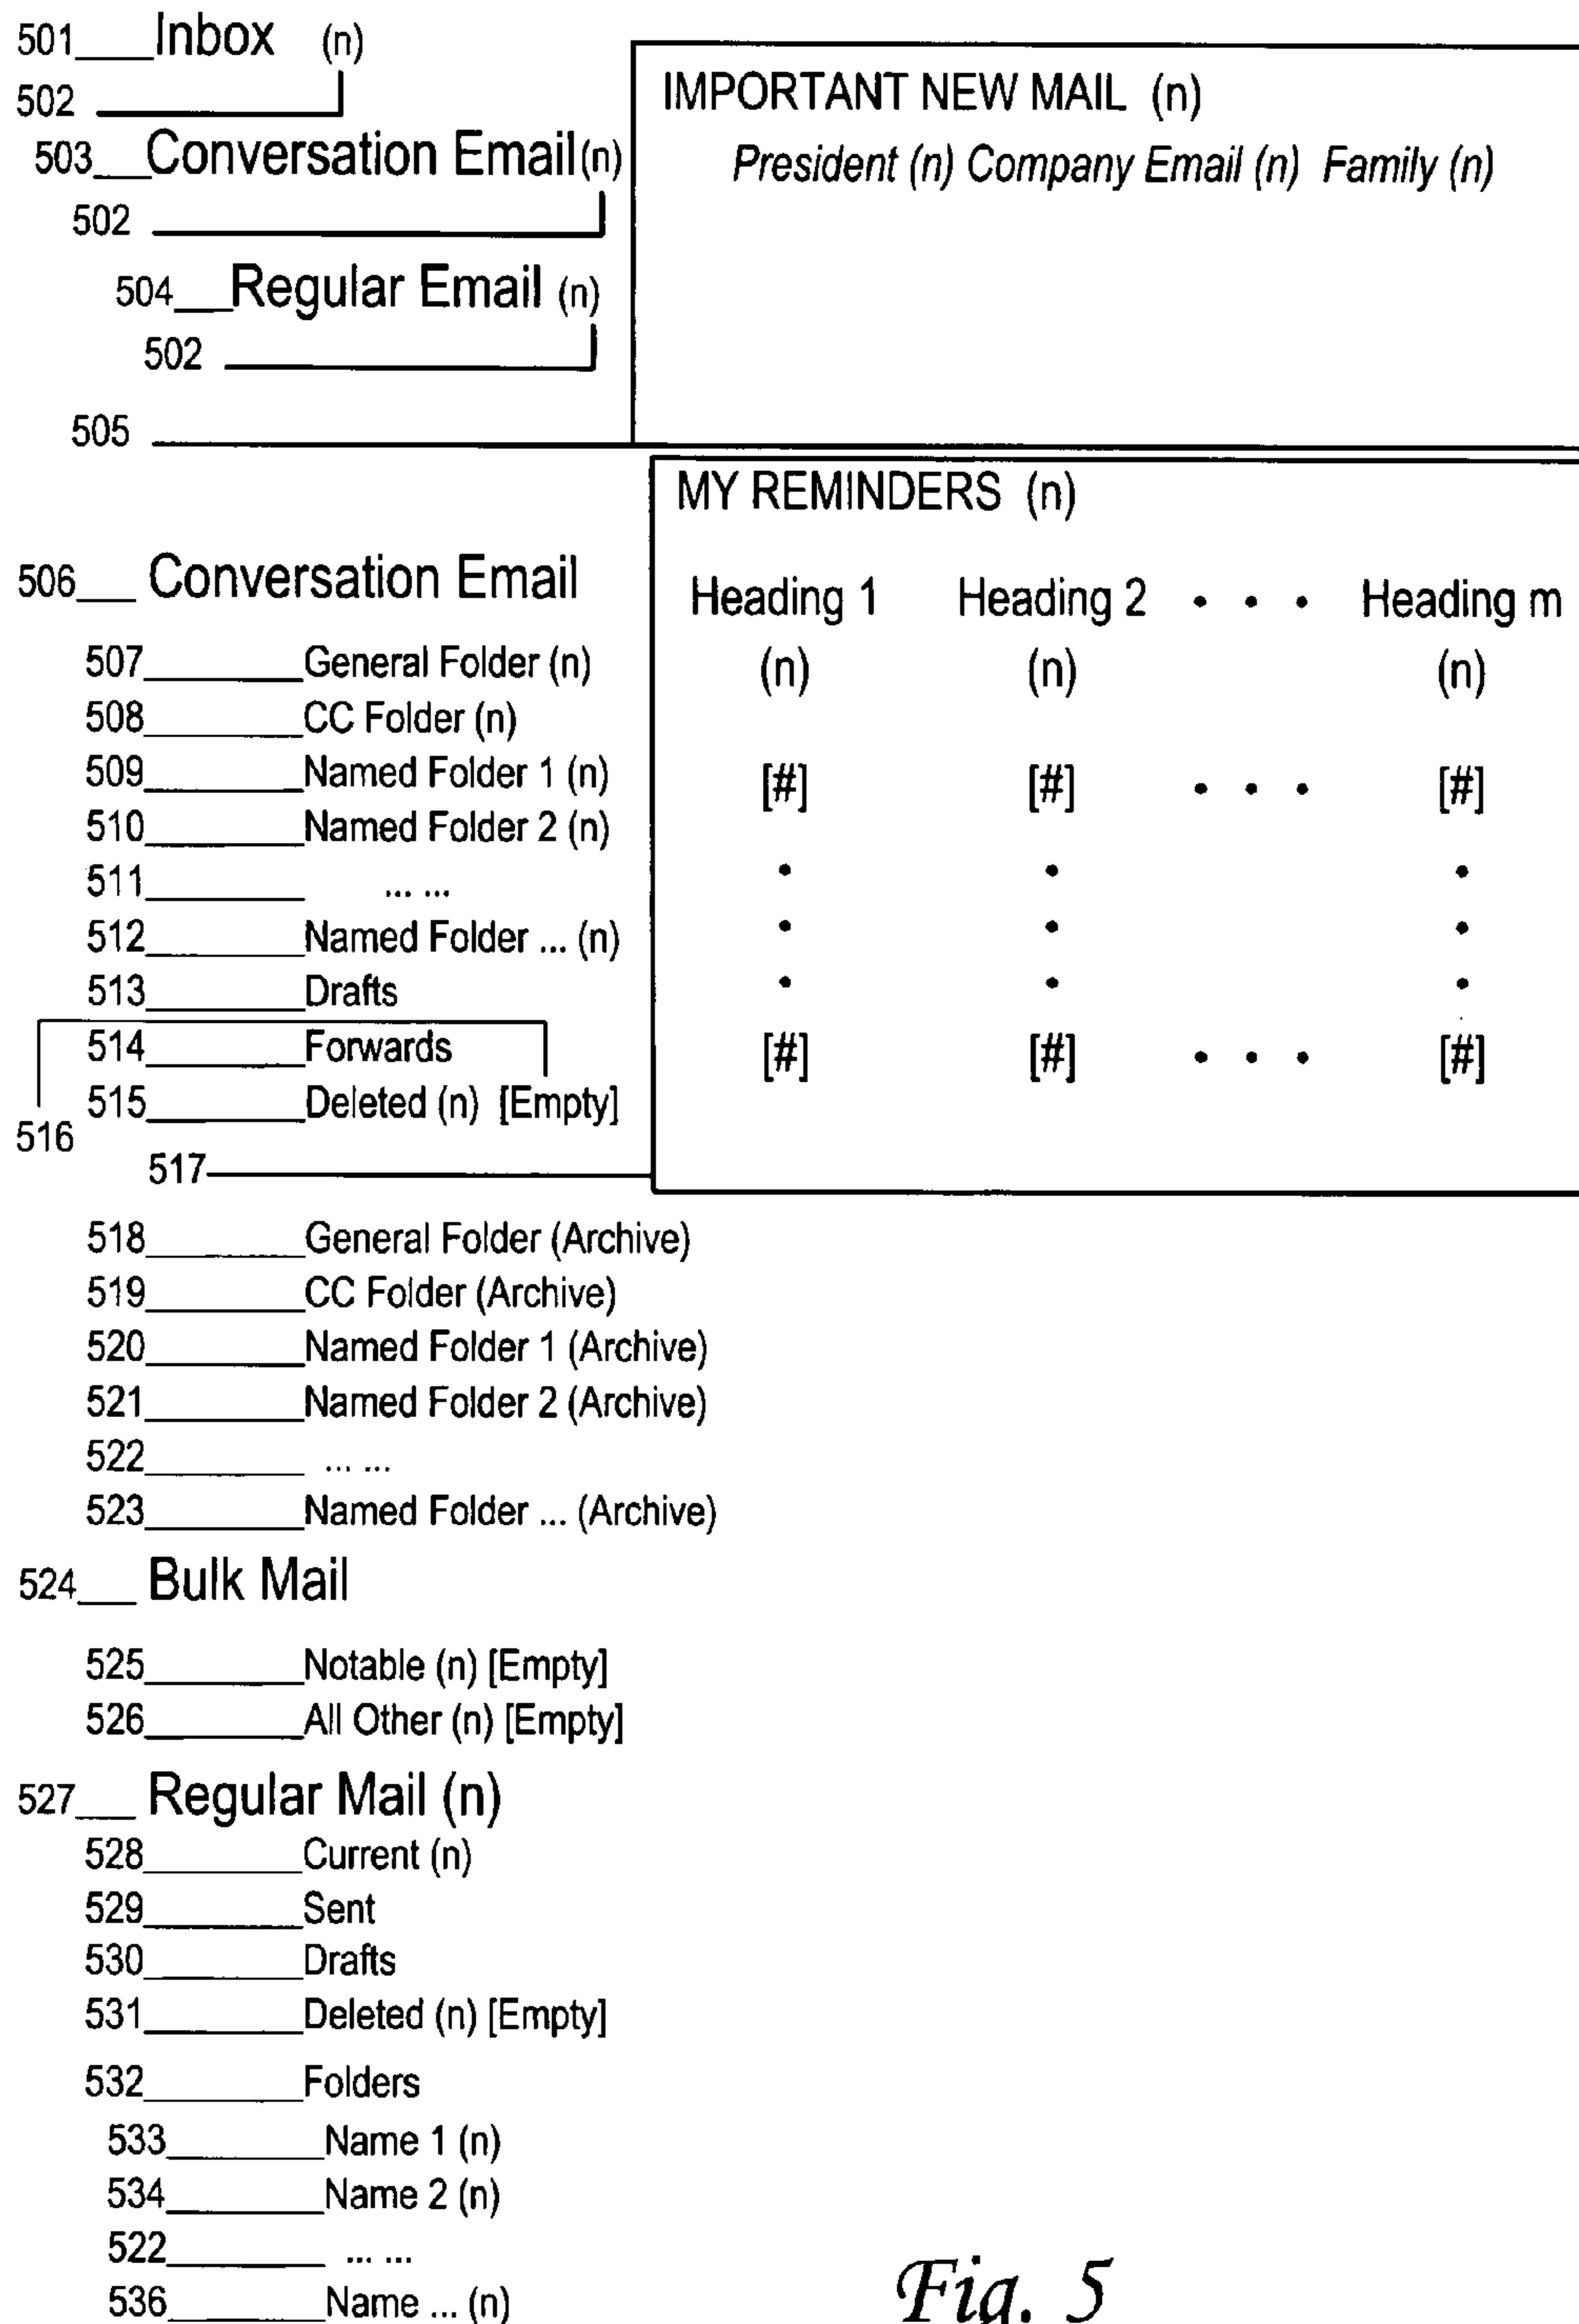 501 Inbox (n)
502
503 Conversation Email (n)
502
504 Regular Email (n)
502
505
IMPORTANT NEW MAIL (n)
President (n) Company Email (n) Family (n)
MY REMINDERS (n)
Heading 1 Heading 2 • • • Heading m
(n) (n) (n)
[#] [#] • • • [#]
• • •
• • •
• • •
[#] [#] • • • [#]
506 Conversation Email
507 General Folder (n)
508 CC Folder (n)
509 Named Folder 1 (n)
510 Named Folder 2 (n)
511 ... ...
512 Named Folder ... (n)
513 Drafts
514 Forwards
515 Deleted (n) [Empty]
516
517
518 General Folder (Archive)
519 CC Folder (Archive)
520 Named Folder 1 (Archive)
521 Named Folder 2 (Archive)
522 ... ...
523 Named Folder ... (Archive)
524 Bulk Mail
525 Notable (n) [Empty]
526 All Other (n) [Empty]
527 Regular Mail (n)
528 Current (n)
529 Sent
530 Drafts
531 Deleted (n) [Empty]
532 Folders
533 Name 1 (n)
534 Name 2 (n)
522 ... ...
536 Name ... (n)
Fig. 5